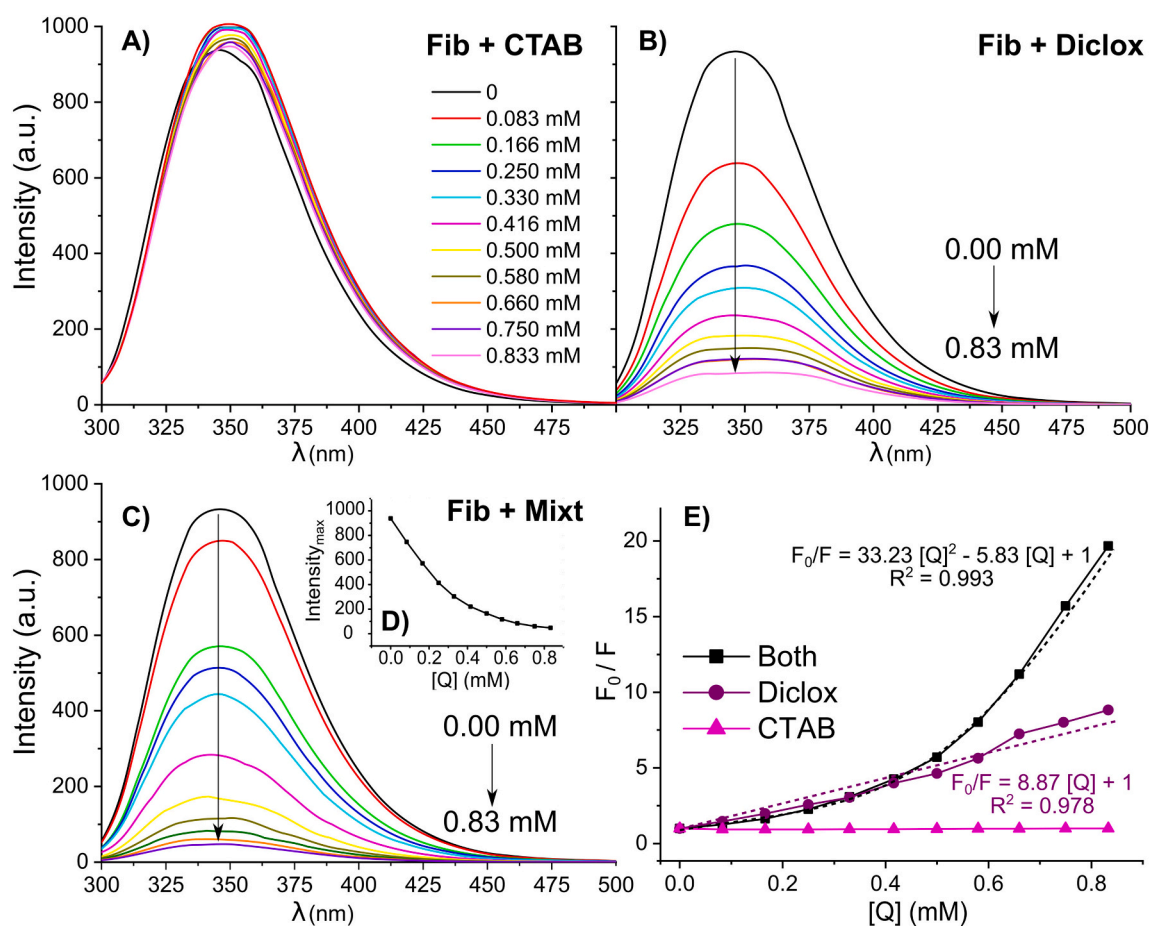 A)
Fib + CTAB
0
0.083 mM
0.166 mM
0.250 mM
0.330 mM
0.416 mM
0.500 mM
0.580 mM
0.660 mM
0.750 mM
0.833 mM
1000
800
600
400
200
0
Intensity (a.u.)
300 325 350 375 400 425 450 475
λ(nm)
B)
Fib + Diclox
0.00 mM
0.83 mM
325 350 375 400 425 450 475 500
λ(nm)
C)
Fib + Mixt
1000
800
600
400
200
0
Intensity (a.u.)
0.00 mM
0.83 mM
300 325 350 375 400 425 450 475 500
λ(nm)
D)
1000
800
600
400
200
0
Intensitymax
0.0 0.2 0.4 0.6 0.8
[Q] (mM)
E)
F0/F = 33.23 [Q]² - 5.83 [Q] + 1
R² = 0.993
Both
Diclox
CTAB
F0/F = 8.87 [Q] + 1
R² = 0.978
20
15
10
5
0
F0/ F
0.0 0.2 0.4 0.6 0.8
[Q] (mM)